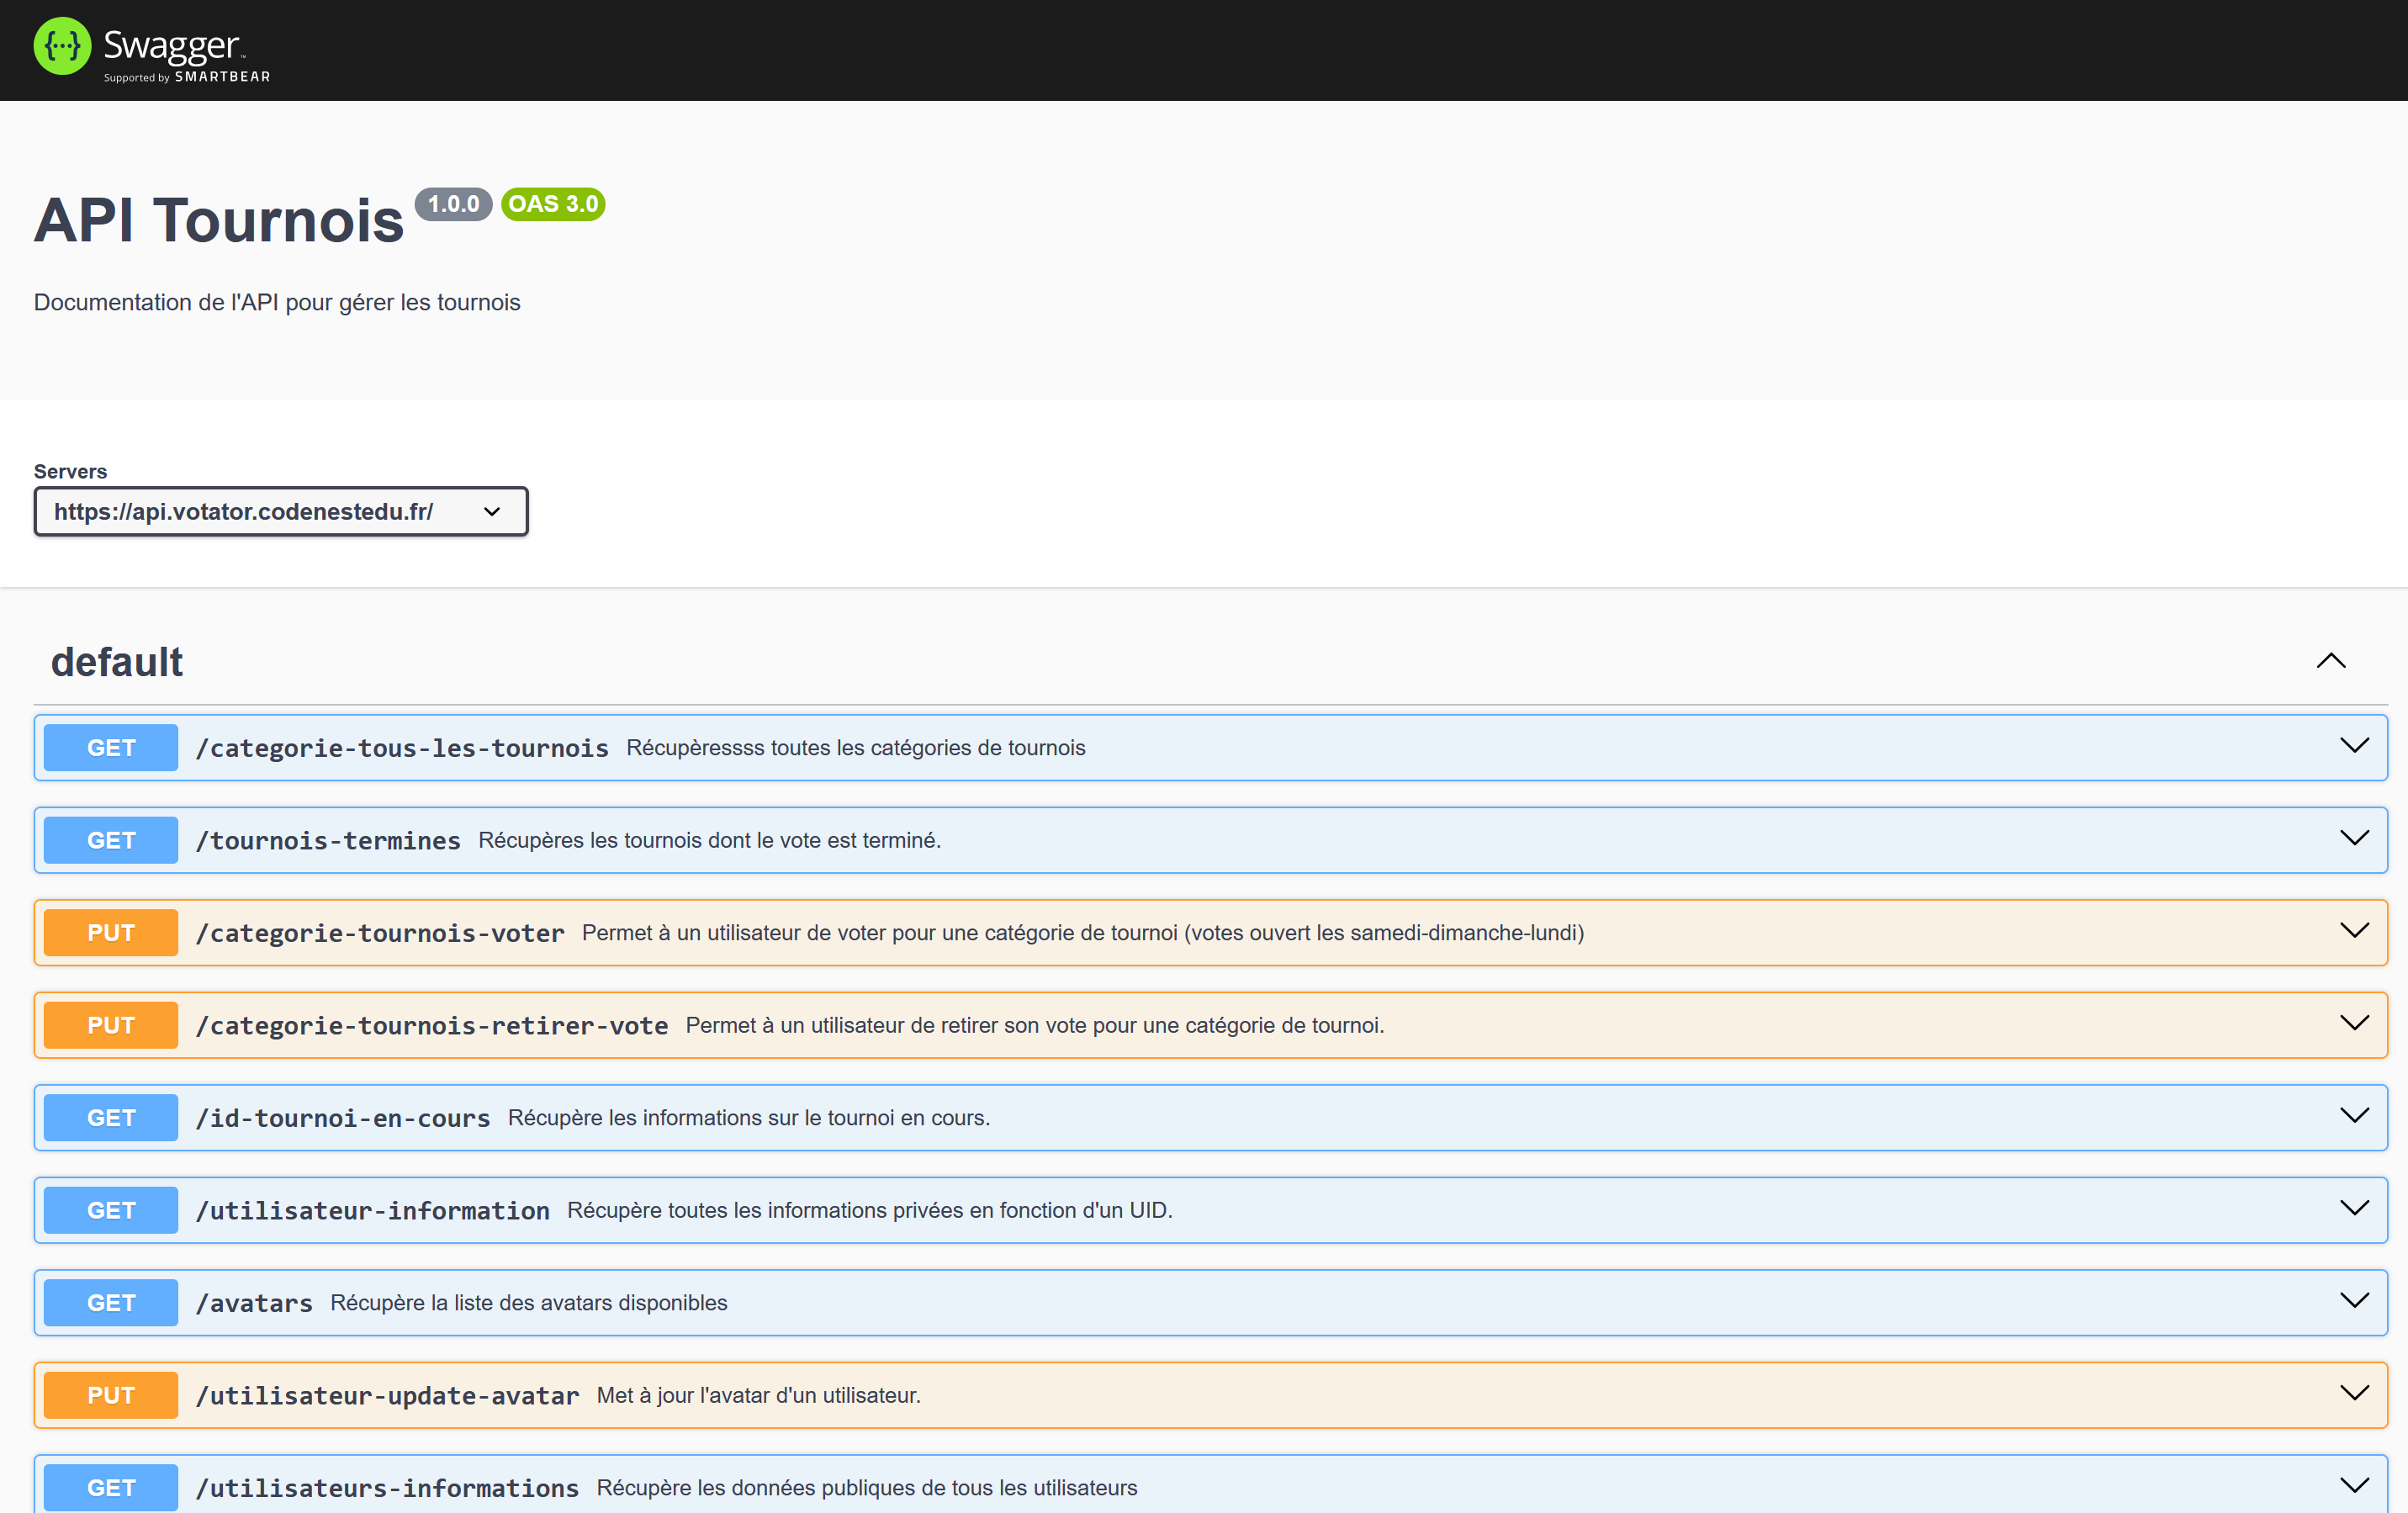 {···} Swagger™
Supported by SMARTBEAR
API Tournois 1.0.0 OAS 3.0
Documentation de l'API pour gérer les tournois
Servers
https://api.votator.codenestedu.fr/
default
GET /categorie-tous-les-tournois Récupèressss toutes les catégories de tournois
GET /tournois-termines Récupères les tournois dont le vote est terminé.
PUT /categorie-tournois-voter Permet à un utilisateur de voter pour une catégorie de tournoi (votes ouvert les samedi-dimanche-lundi)
PUT /categorie-tournois-retirer-vote Permet à un utilisateur de retirer son vote pour une catégorie de tournoi.
GET /id-tournoi-en-cours Récupère les informations sur le tournoi en cours.
GET /utilisateur-information Récupère toutes les informations privées en fonction d'un UID.
GET /avatars Récupère la liste des avatars disponibles
PUT /utilisateur-update-avatar Met à jour l'avatar d'un utilisateur.
GET /utilisateurs-informations Récupère les données publiques de tous les utilisateurs